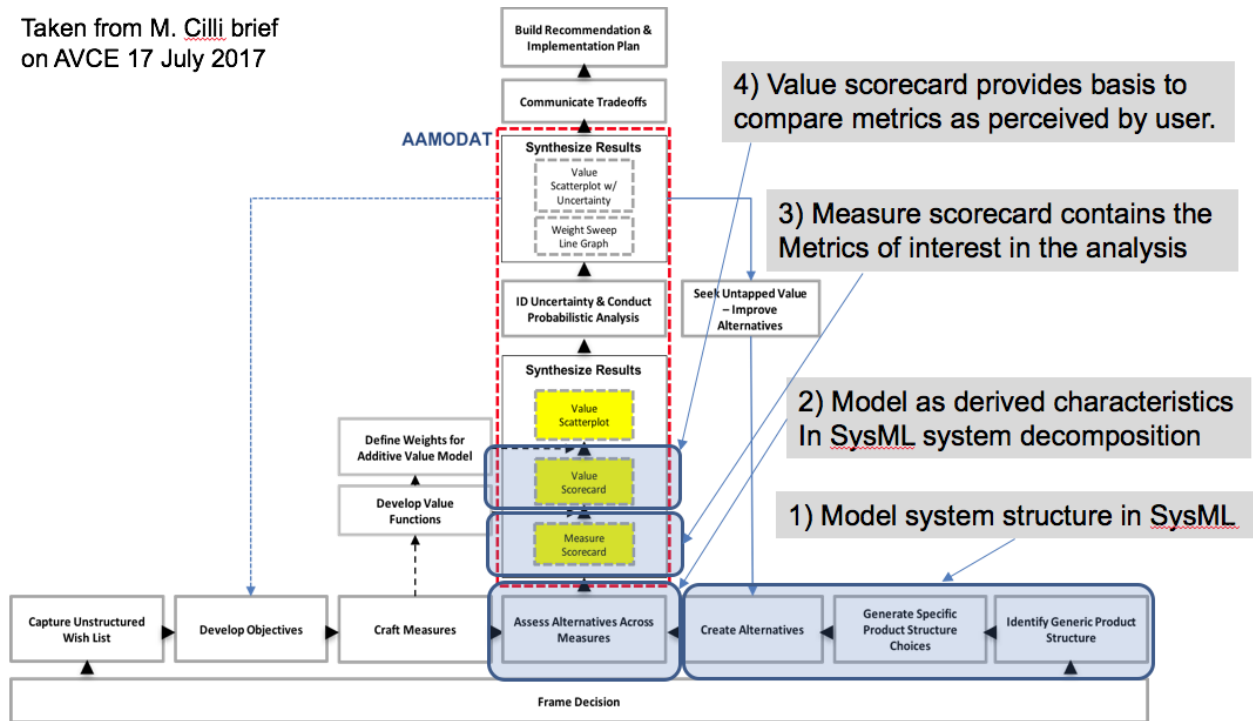 Taken from M. Cilli brief
on AVCE 17 July 2017
Build Recommendation &
Implementation Plan
Communicate Tradeoffs
AAMODAT
Synthesize Results
Value
Scatterplot w/
Uncertainty
Weight Sweep
Line Graph
ID Uncertainty & Conduct
Probabilistic Analysis
Seek Untapped Value
– Improve
Alternatives
Synthesize Results
Value
Scatterplot
Define Weights for
Additive Value Model
Value
Scorecard
Develop Value
Functions
Measure
Scorecard
4) Value scorecard provides basis to
compare metrics as perceived by user.
3) Measure scorecard contains the
Metrics of interest in the analysis
2) Model as derived characteristics
In SysML system decomposition
1) Model system structure in SysML
Capture Unstructured
Wish List
Develop Objectives
Craft Measures
Assess Alternatives Across
Measures
Create Alternatives
Generate Specific
Product Structure
Choices
Identify Generic Product
Structure
Frame Decision